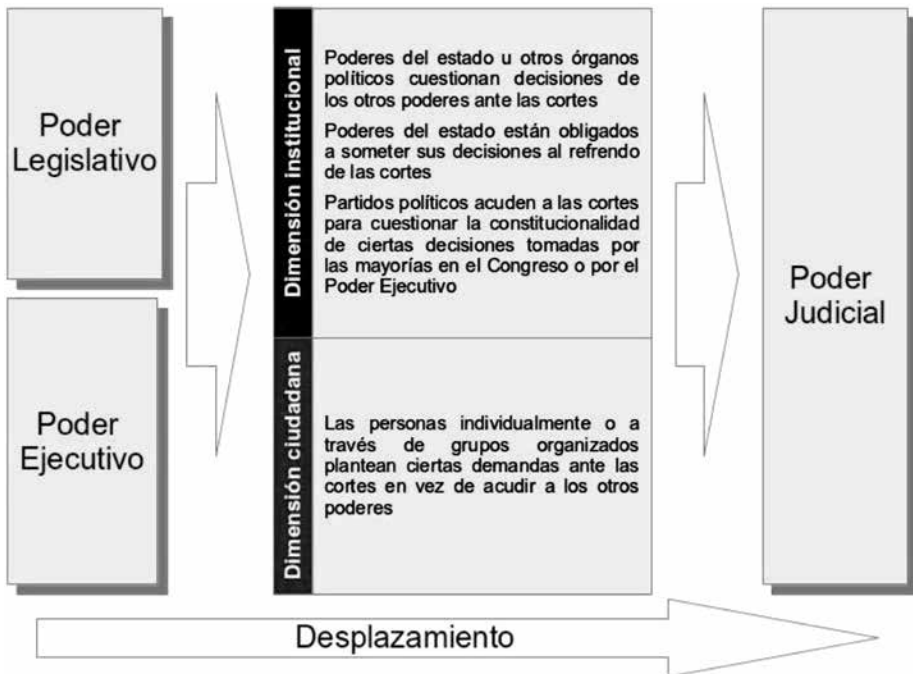 Poder
Legislativo
Poder
Ejecutivo
Dimensión institucional
Poderes del estado u otros órganos
políticos cuestionan decisiones de
los otros poderes ante las cortes
Poderes del estado están obligados
a someter sus decisiones al refrendo
de las cortes
Partidos políticos acuden a las cortes
para cuestionar la constitucionalidad
de ciertas decisiones tomadas por
las mayorías en el Congreso o por el
Poder Ejecutivo
Dimensión ciudadana
Las personas individualmente o a
través de grupos organizados
plantean ciertas demandas ante las
cortes en vez de acudir a los otros
poderes
Poder
Judicial
Desplazamiento